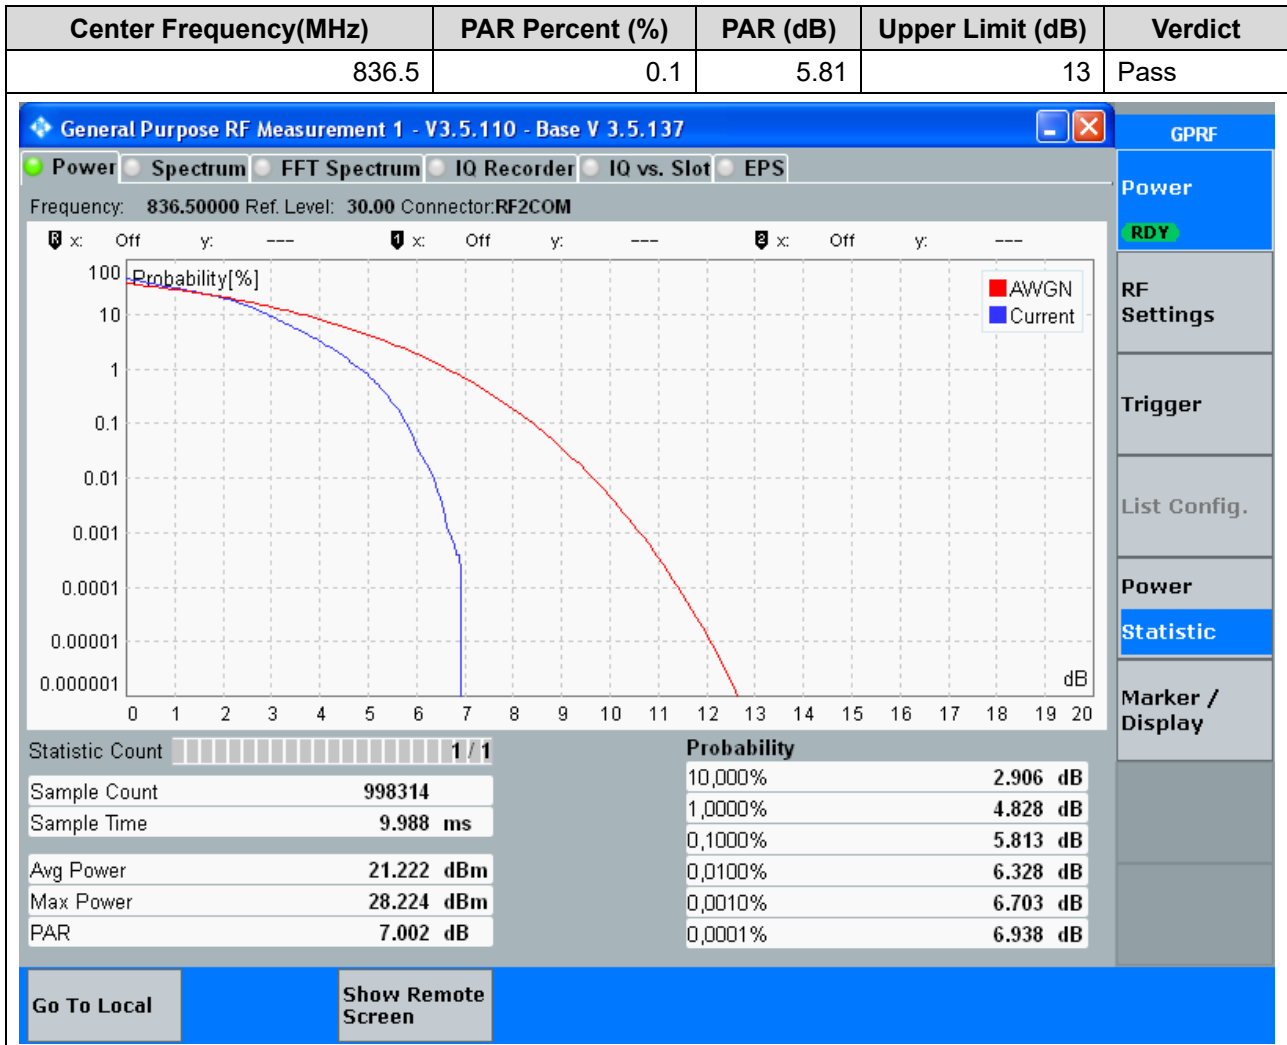 Center Frequency(MHz) PAR Percent (%) PAR (dB) Upper Limit (dB) Verdict
836.5 0.1 5.81 13 Pass
General Purpose RF Measurement 1 - V3.5.110 - Base V 3.5.137
GPRF
Power Spectrum FFT Spectrum IQ Recorder IQ vs. Slot EPS
Frequency: 836.50000 Ref. Level: 30.00 Connector:RF2COM
R x: Off y: --- 1 x: Off y: --- 2 x: Off y: ---
Probability[%]
AWGN
Current
100
10
1
0.1
0.01
0.001
0.0001
0.00001
0.000001
dB
0 1 2 3 4 5 6 7 8 9 10 11 12 13 14 15 16 17 18 19 20
Statistic Count 1 / 1
Sample Count 998314
Sample Time 9.988 ms
Avg Power 21.222 dBm
Max Power 28.224 dBm
PAR 7.002 dB
Probability
10,000% 2.906 dB
1,0000% 4.828 dB
0,1000% 5.813 dB
0,0100% 6.328 dB
0,0010% 6.703 dB
0,0001% 6.938 dB
Power
RDY
RF
Settings
Trigger
List Config.
Power
Statistic
Marker /
Display
Go To Local
Show Remote
Screen